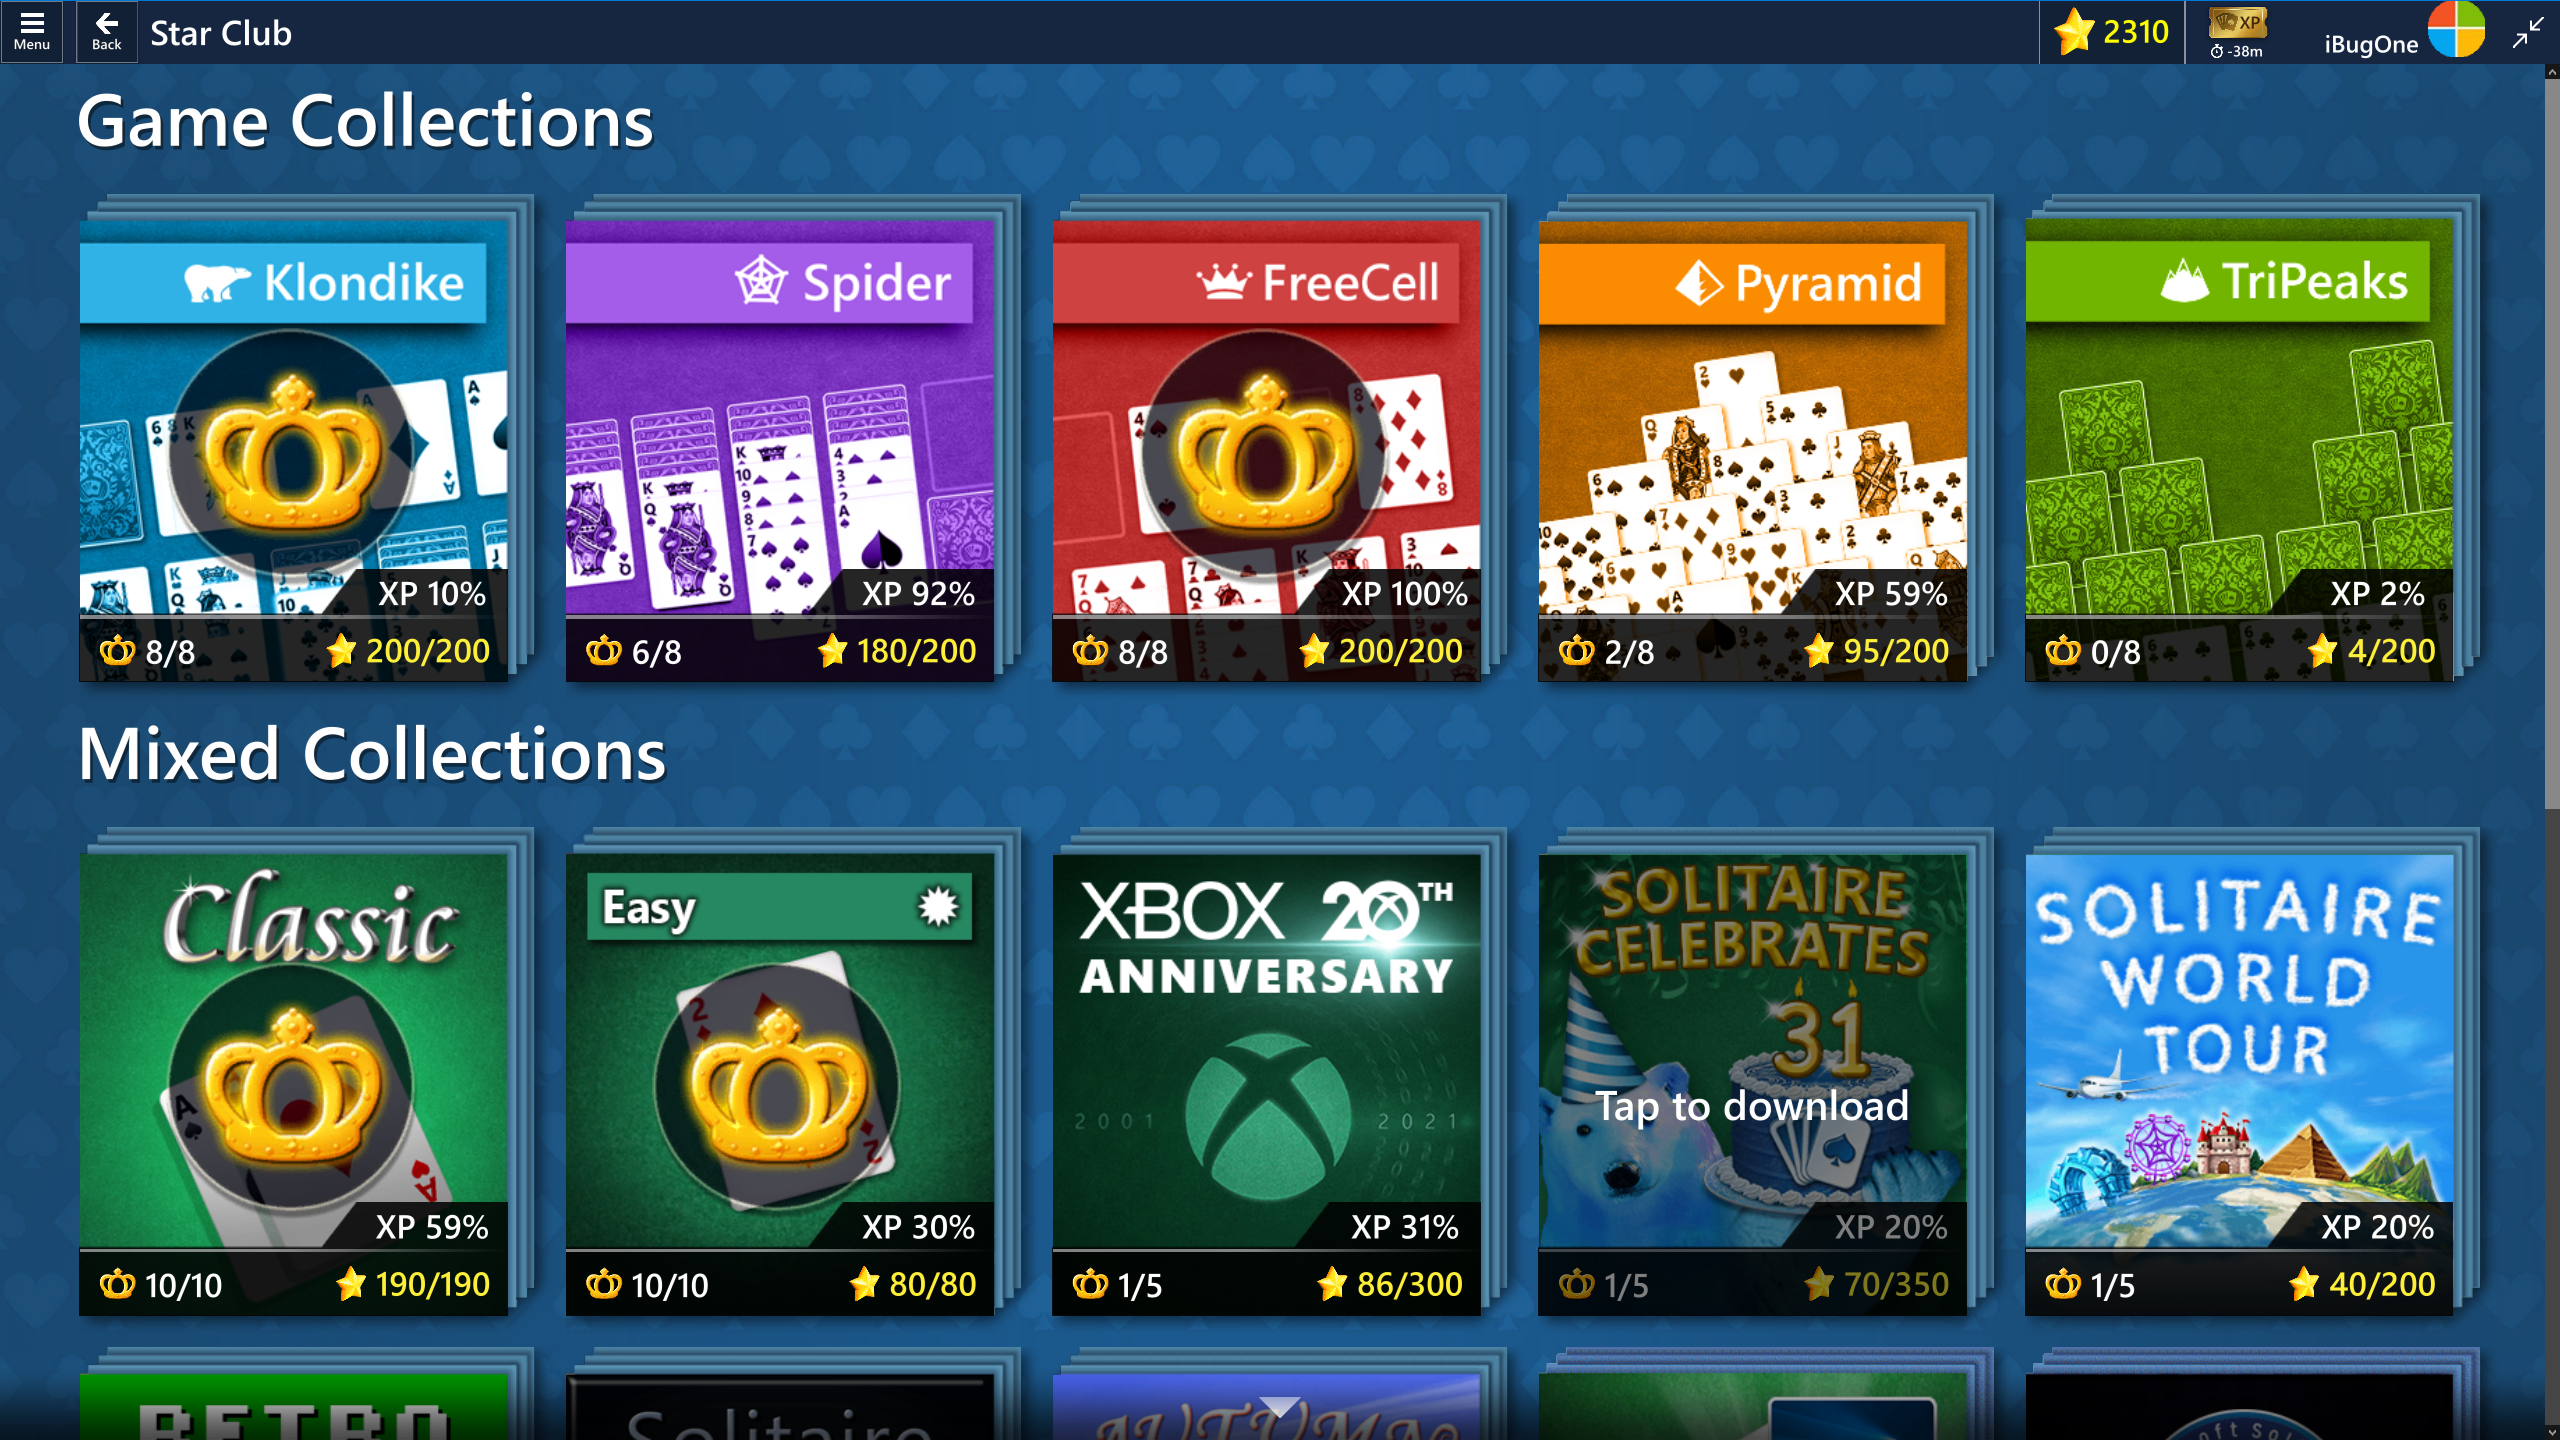 Menu
Back
Star Club
2310
XP
-38m
iBugOne
Game Collections
Klondike
XP 10%
8/8
200/200
Spider
XP 92%
6/8
180/200
FreeCell
XP 100%
8/8
200/200
Pyramid
XP 59%
2/8
95/200
TriPeaks
XP 2%
0/8
4/200
Mixed Collections
Classic
XP 59%
10/10
190/190
Easy
XP 30%
10/10
80/80
XBOX 20TH
ANNIVERSARY
2001
2021
XP 31%
1/5
86/300
SOLITAIRE
CELEBRATES
31
Tap to download
XP 20%
1/5
70/350
SOLITAIRE
WORLD
TOUR
XP 20%
1/5
40/200
RETRO
Solitaire
AUTUMN